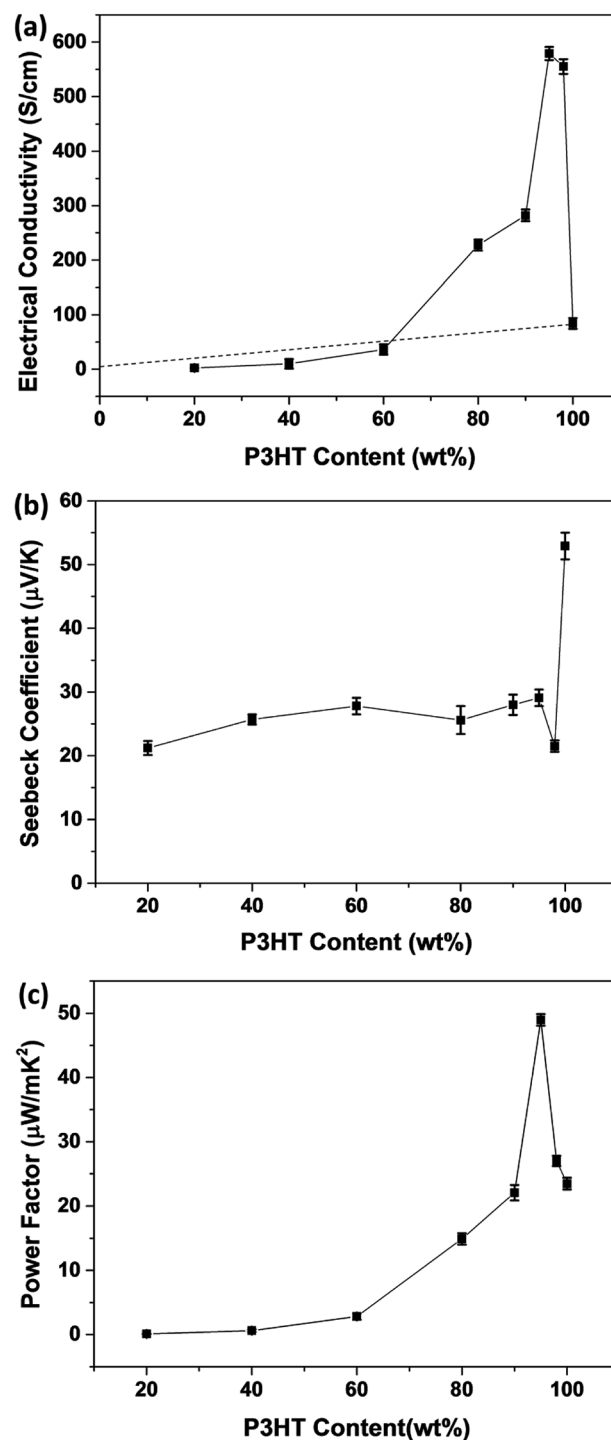 (a)
Electrical Conductivity (S/cm)
600
500
400
300
200
100
0
0 20 40 60 80 100
P3HT Content (wt%)
(b)
Seebeck Coefficient (μV/K)
60
50
40
30
20
10
0
20 40 60 80 100
P3HT Content (wt%)
(c)
Power Factor (μW/mK²)
50
40
30
20
10
0
20 40 60 80 100
P3HT Content(wt%)